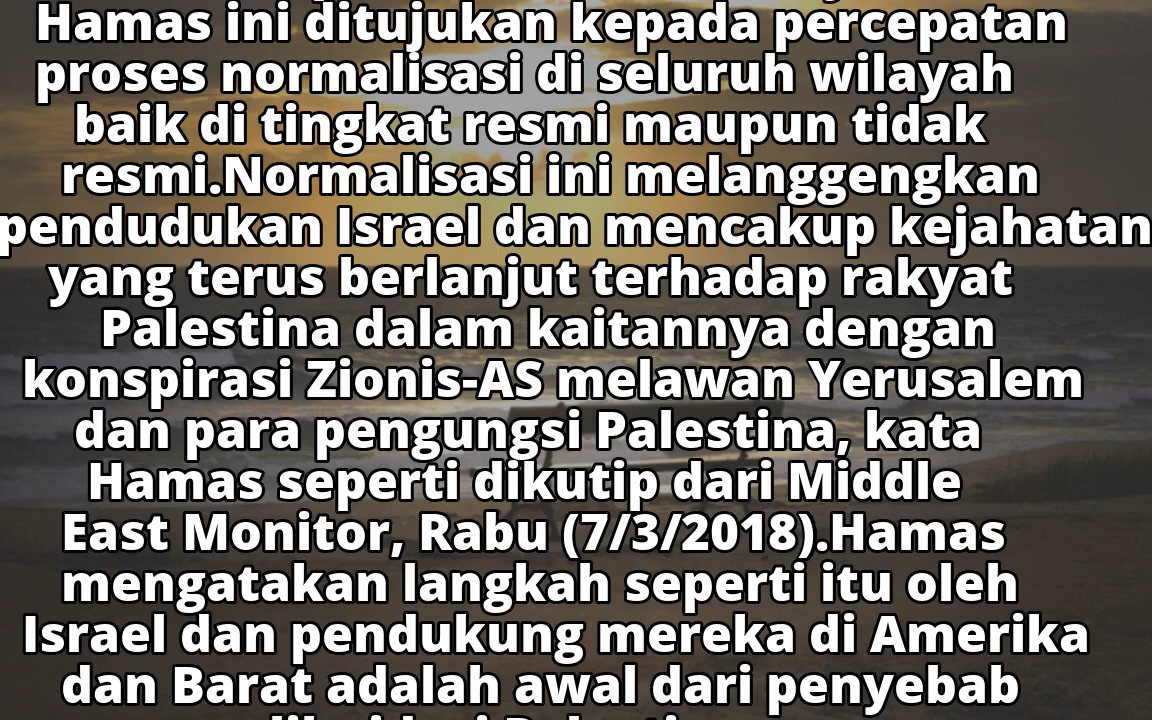 Hamas ini ditujukan kepada percepatan
proses normalisasi di seluruh wilayah
baik di tingkat resmi maupun tidak
resmi.Normalisasi ini melanggengkan
pendudukan Israel dan mencakup kejahatan
yang terus berlanjut terhadap rakyat
Palestina dalam kaitannya dengan
konspirasi Zionis-AS melawan Yerusalem
dan para pengungsi Palestina, kata
Hamas seperti dikutip dari Middle
East Monitor, Rabu (7/3/2018).Hamas
mengatakan langkah seperti itu oleh
Israel dan pendukung mereka di Amerika
dan Barat adalah awal dari penyebab